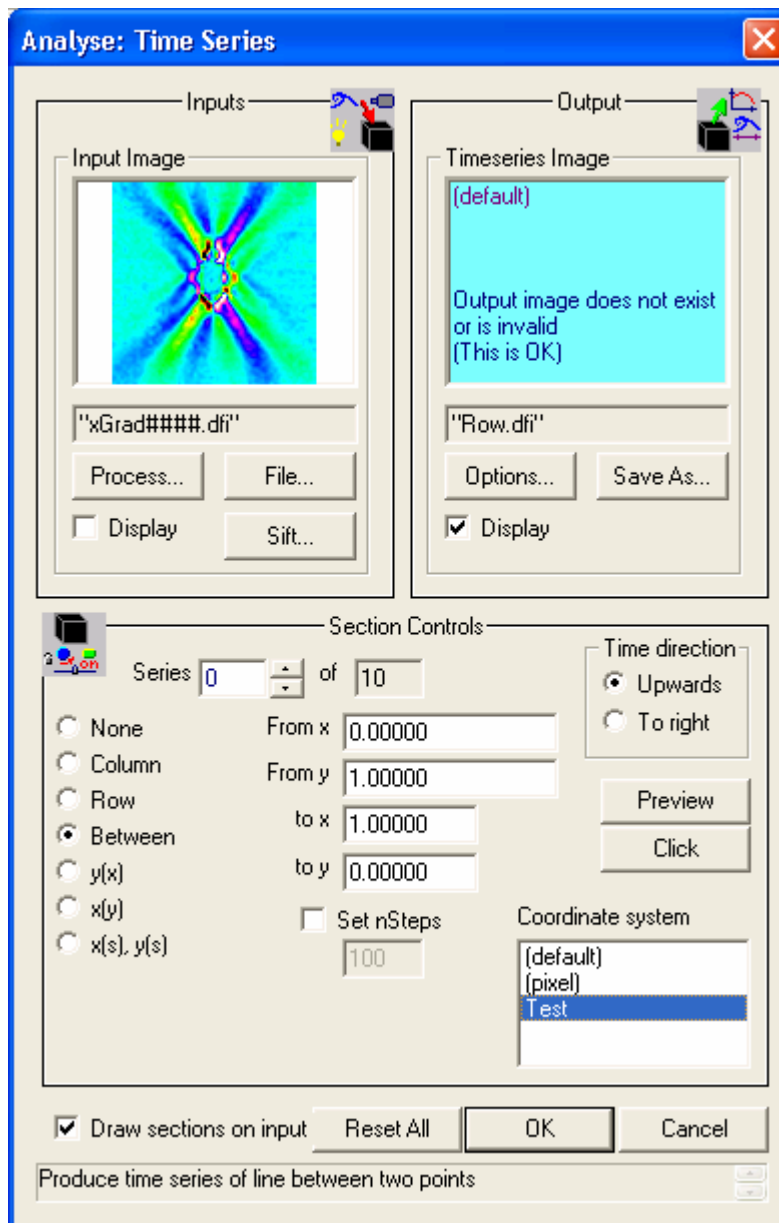 Analyse: Time Series
Inputs
Input Image
"xGrad####.dfi"
Process...
File...
Display
Sift...
Output
Timeseries Image
(default)
Output image does not exist
or is invalid
(This is OK)
"Row.dfi"
Options...
Save As...
Display
Section Controls
Series 0 of 10
Time direction
Upwards
To right
None
Column
Row
Between
y(x)
x(y)
x(s), y(s)
From x 0.00000
From y 1.00000
to x 1.00000
to y 0.00000
Set nSteps
100
Preview
Click
Coordinate system
(default)
(pixel)
Test
Draw sections on input
Reset All
OK
Cancel
Produce time series of line between two points